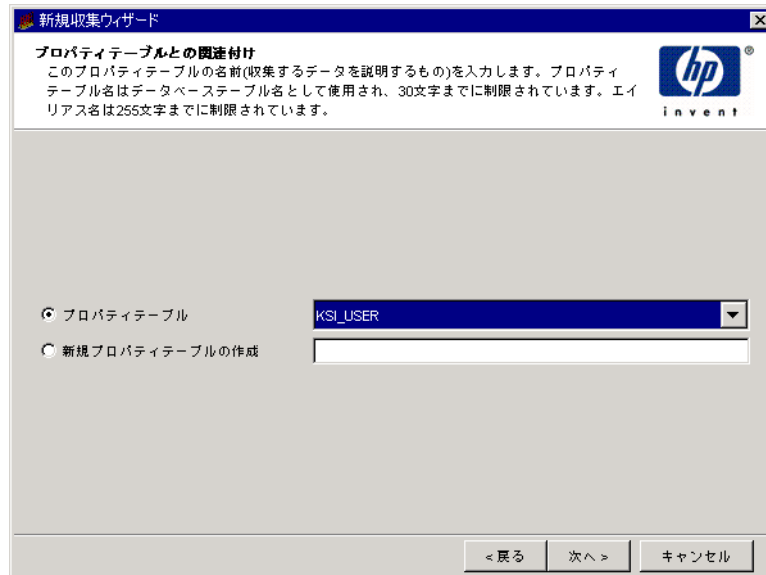 新規収集ウィザード
プロパティテーブルとの関連付け
このプロパティテーブルの名前(収集するデータを説明するもの)を入力します。プロパティ
テーブル名はデータベーステーブル名として使用され、30文字までに制限されています。エイ
リアス名は255文字までに制限されています。
hp
®
invent
プロパティテーブル
KSI_USER
新規プロパティテーブルの作成
<戻る
次へ>
キャンセル